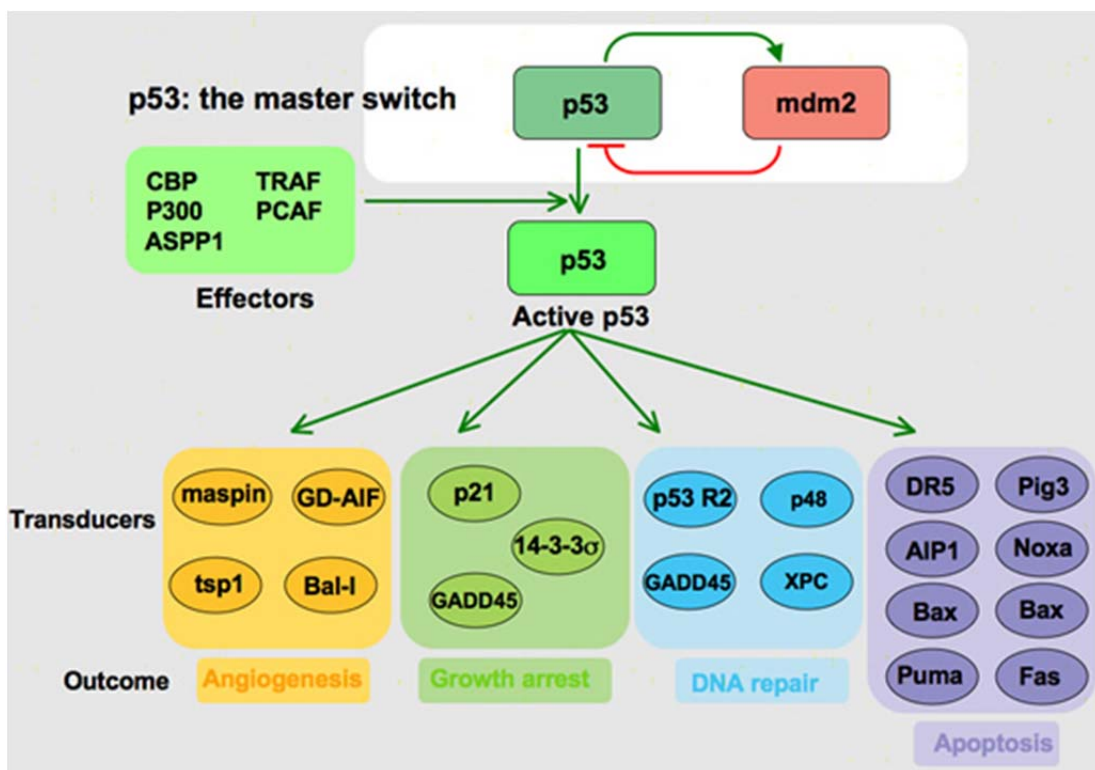 p53: the master switch
p53
mdm2
CBP TRAF
P300 PCAF
ASPP1
Effectors
p53
Active p53
Transducers
maspin GD-AIF
tsp1 Bal-I
p21
14-3-3σ
GADD45
p53 R2 p48
GADD45 XPC
DR5 Pig3
AIP1 Noxa
Bax Bax
Puma Fas
Outcome
Angiogenesis
Growth arrest
DNA repair
Apoptosis